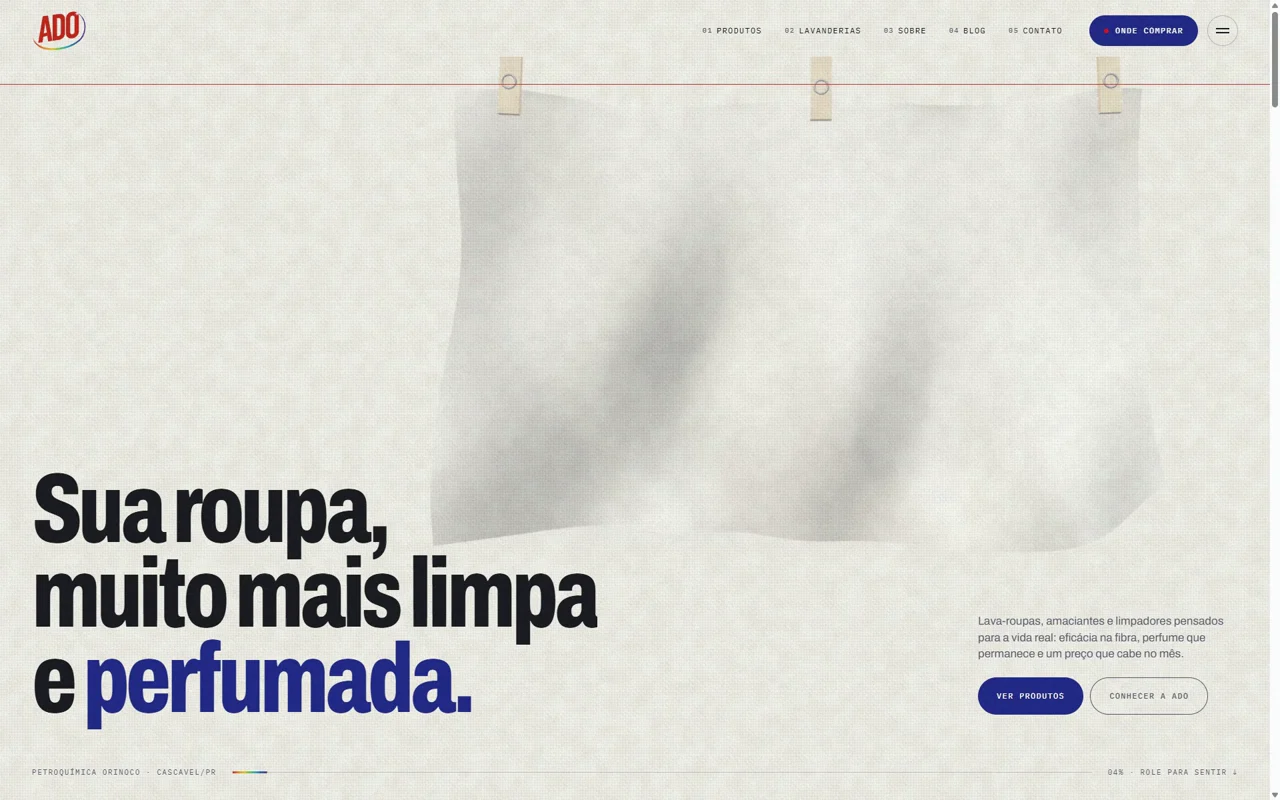 ADO
01 PRODUTOS
02 LAVANDERIAS
03 SOBRE
04 BLOG
05 CONTATO
ONDE COMPRAR
Sua roupa,
muito mais limpa
e perfumada.
Lava-roupas, amaciantes e limpadores pensados
para a vida real: eficácia na fibra, perfume que
permanece e um preço que cabe no mês.
VER PRODUTOS
CONHECER A ADO
PETROQUÍMICA ORINOCO · CASCAVEL/PR
04% · ROLE PARA SENTIR ↓